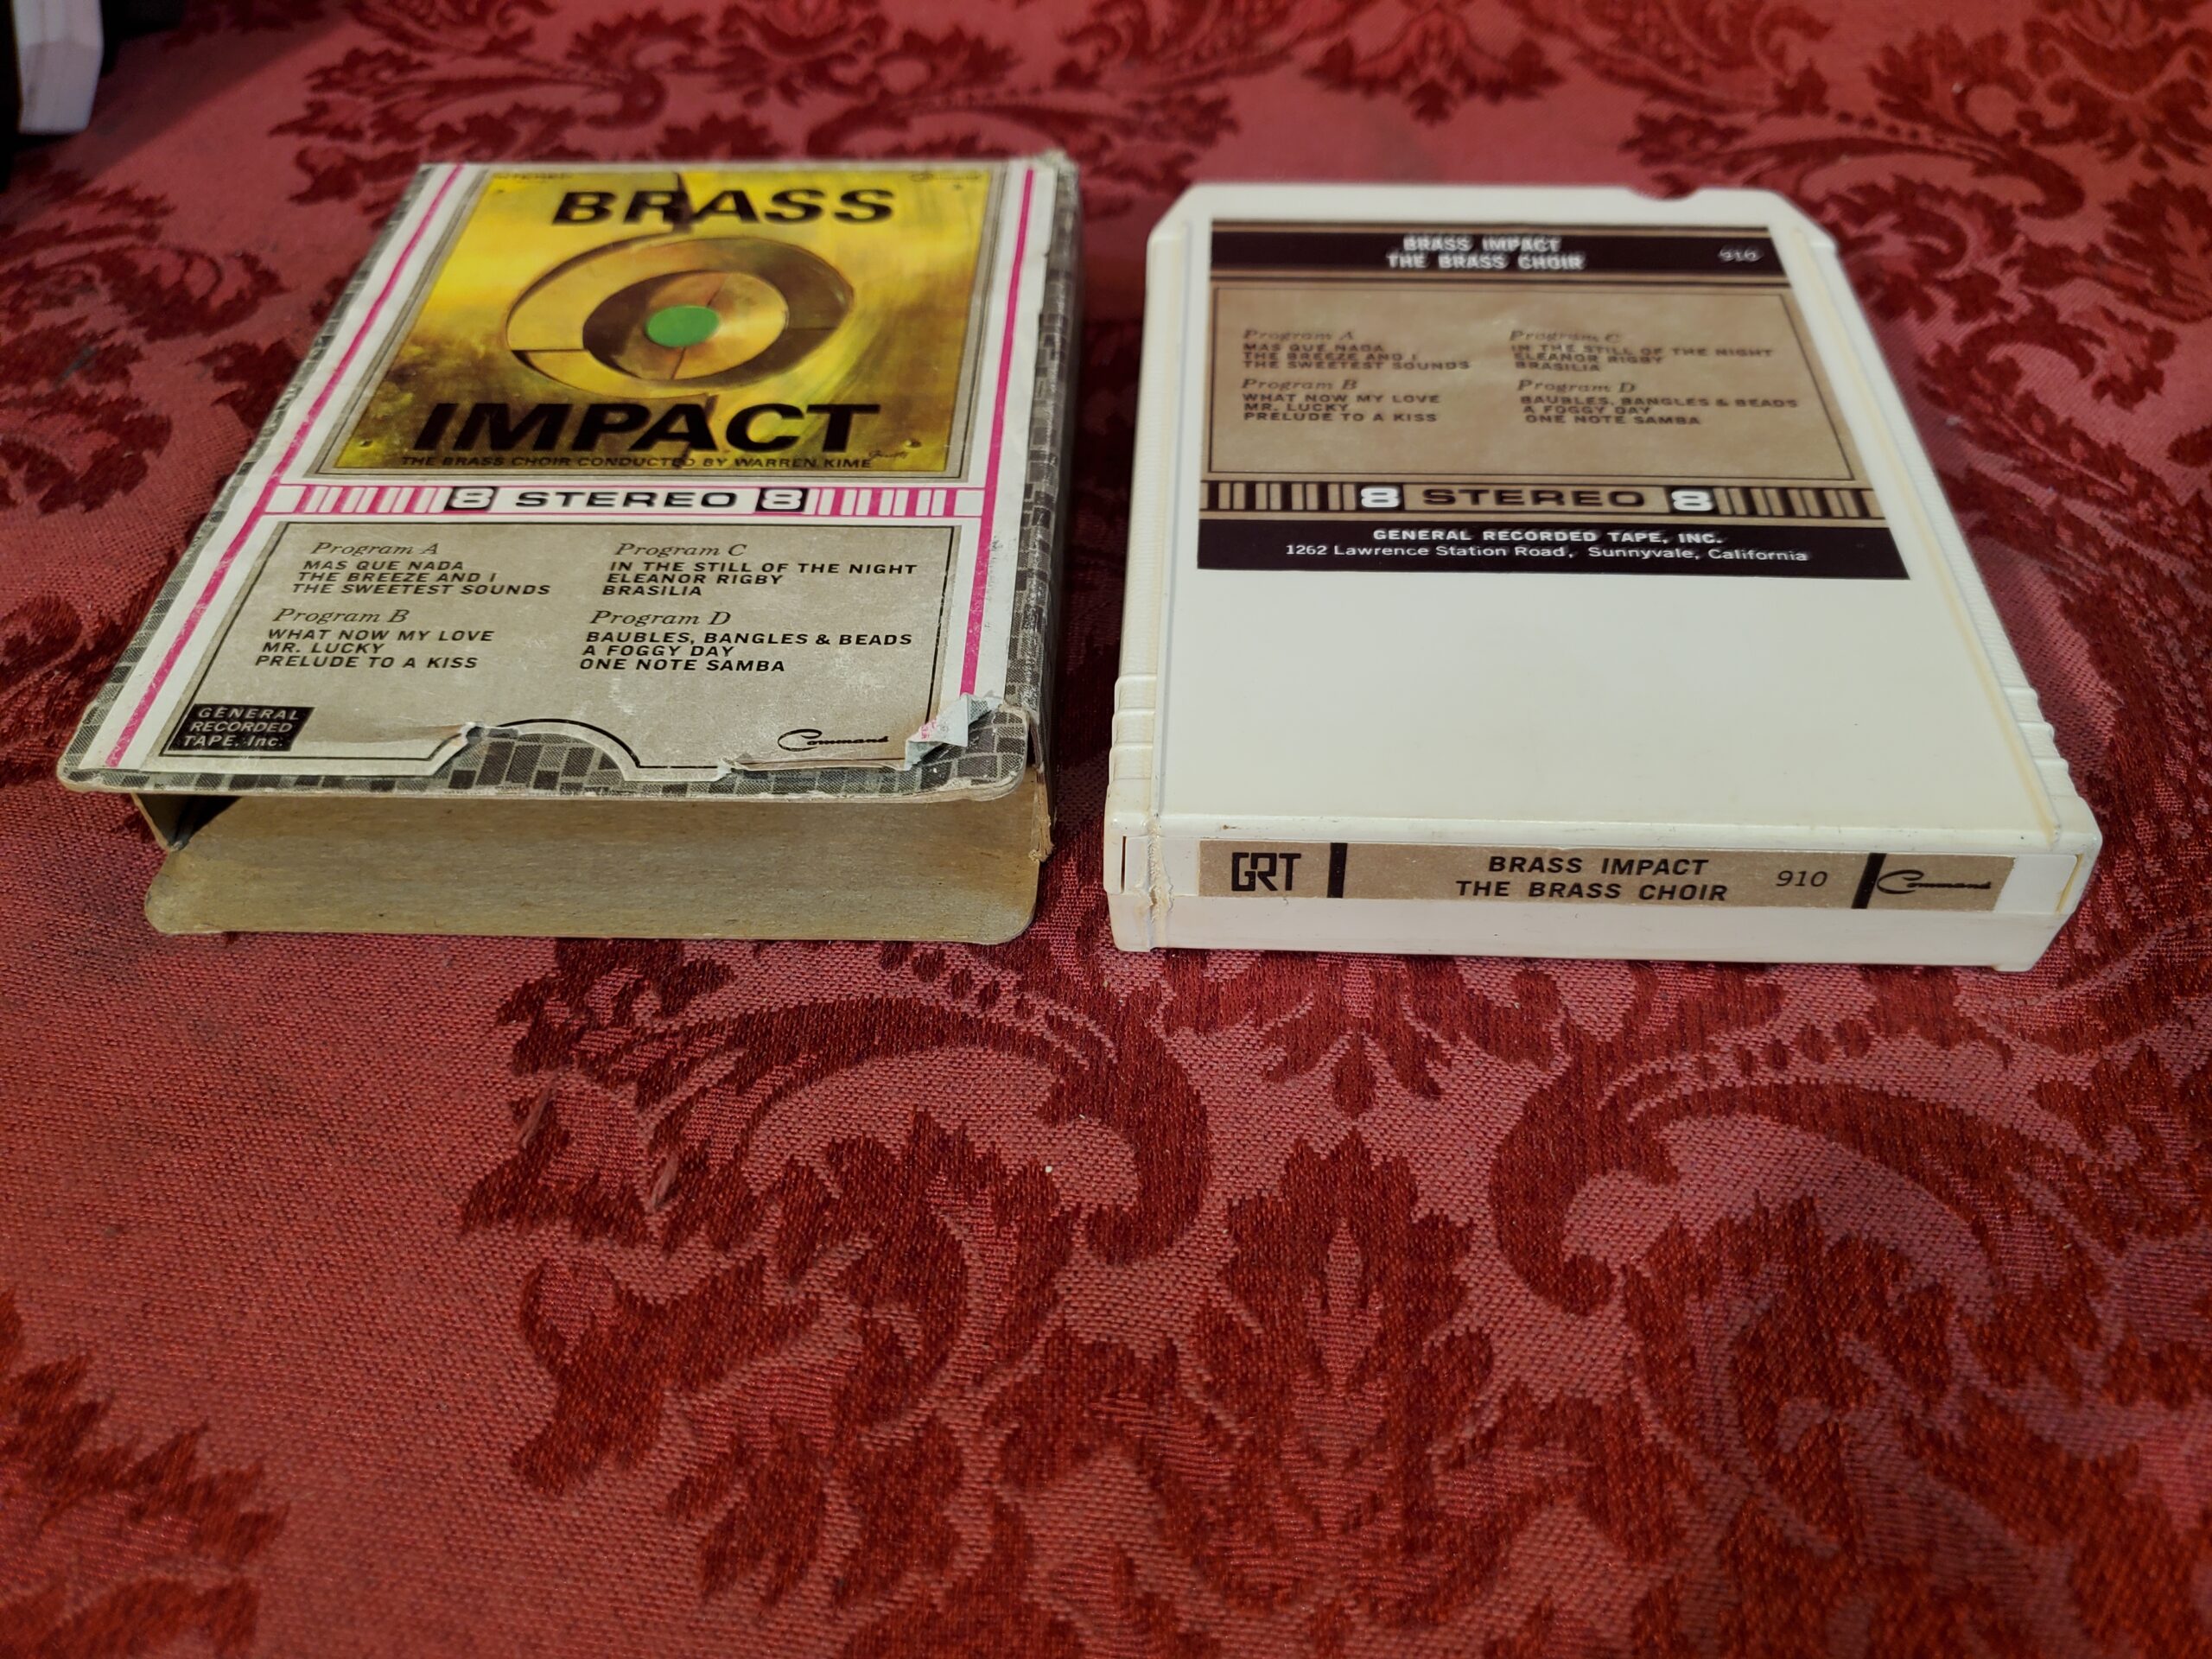 STEREO
Command
BRASS
IMPACT
THE BRASS CHOIR CONDUCTED BY WARREN KIME
8 STEREO 8
Program A
MAS QUE NADA
THE BREEZE AND I
THE SWEETEST SOUNDS
Program B
WHAT NOW MY LOVE
MR. LUCKY
PRELUDE TO A KISS
Program C
IN THE STILL OF THE NIGHT
ELEANOR RIGBY
BRASILIA
Program D
BAUBLES, BANGLES & BEADS
A FOGGY DAY
ONE NOTE SAMBA
GENERAL
RECORDED
TAPE, Inc.
Command
BRASS IMPACT
THE BRASS CHOIR
910
Program A
MAS QUE NADA
THE BREEZE AND I
THE SWEETEST SOUNDS
Program B
WHAT NOW MY LOVE
MR. LUCKY
PRELUDE TO A KISS
Program C
IN THE STILL OF THE NIGHT
ELEANOR RIGBY
BRASILIA
Program D
BAUBLES, BANGLES & BEADS
A FOGGY DAY
ONE NOTE SAMBA
8 STEREO 8
GENERAL RECORDED TAPE, INC.
1262 Lawrence Station Road, Sunnyvale, California
GRT
BRASS IMPACT
THE BRASS CHOIR
910
Command